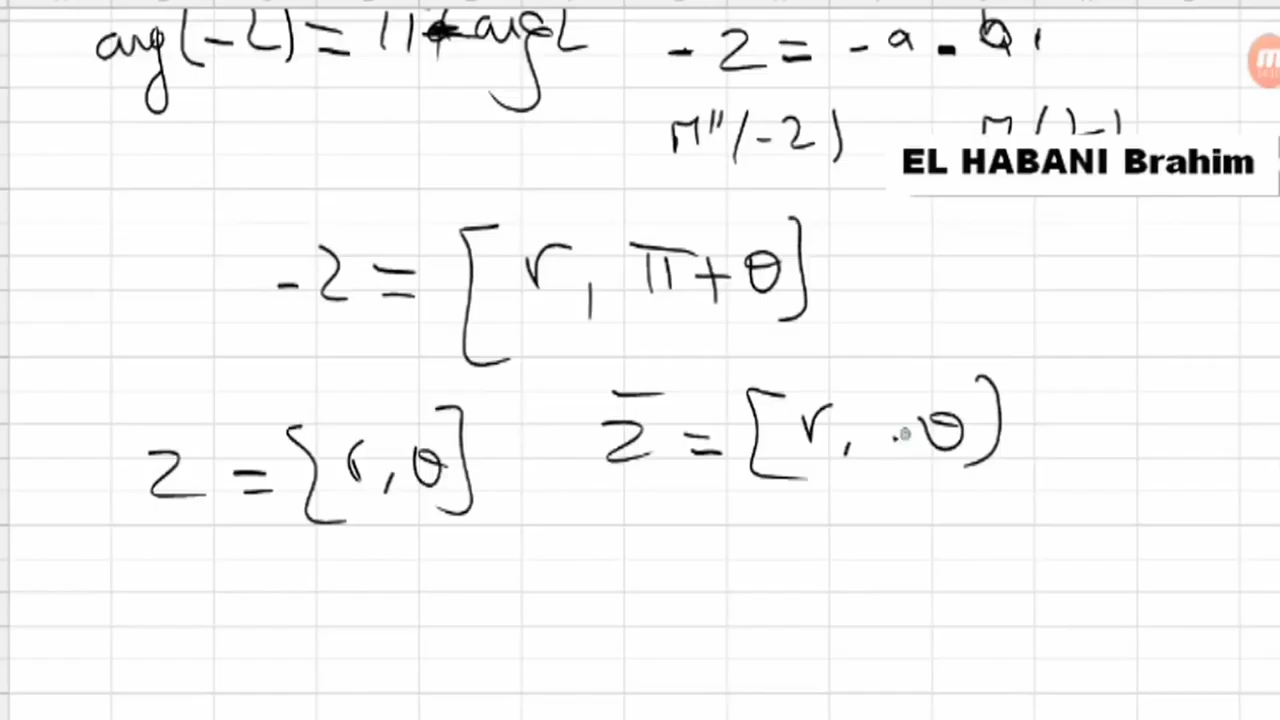 arg(-z) = π + arg z    -z = -a - bi
M''(-z)
EL HABANI Brahim
-z = [r, π+θ]
z = [r, θ]    z̅ = [r, -θ]